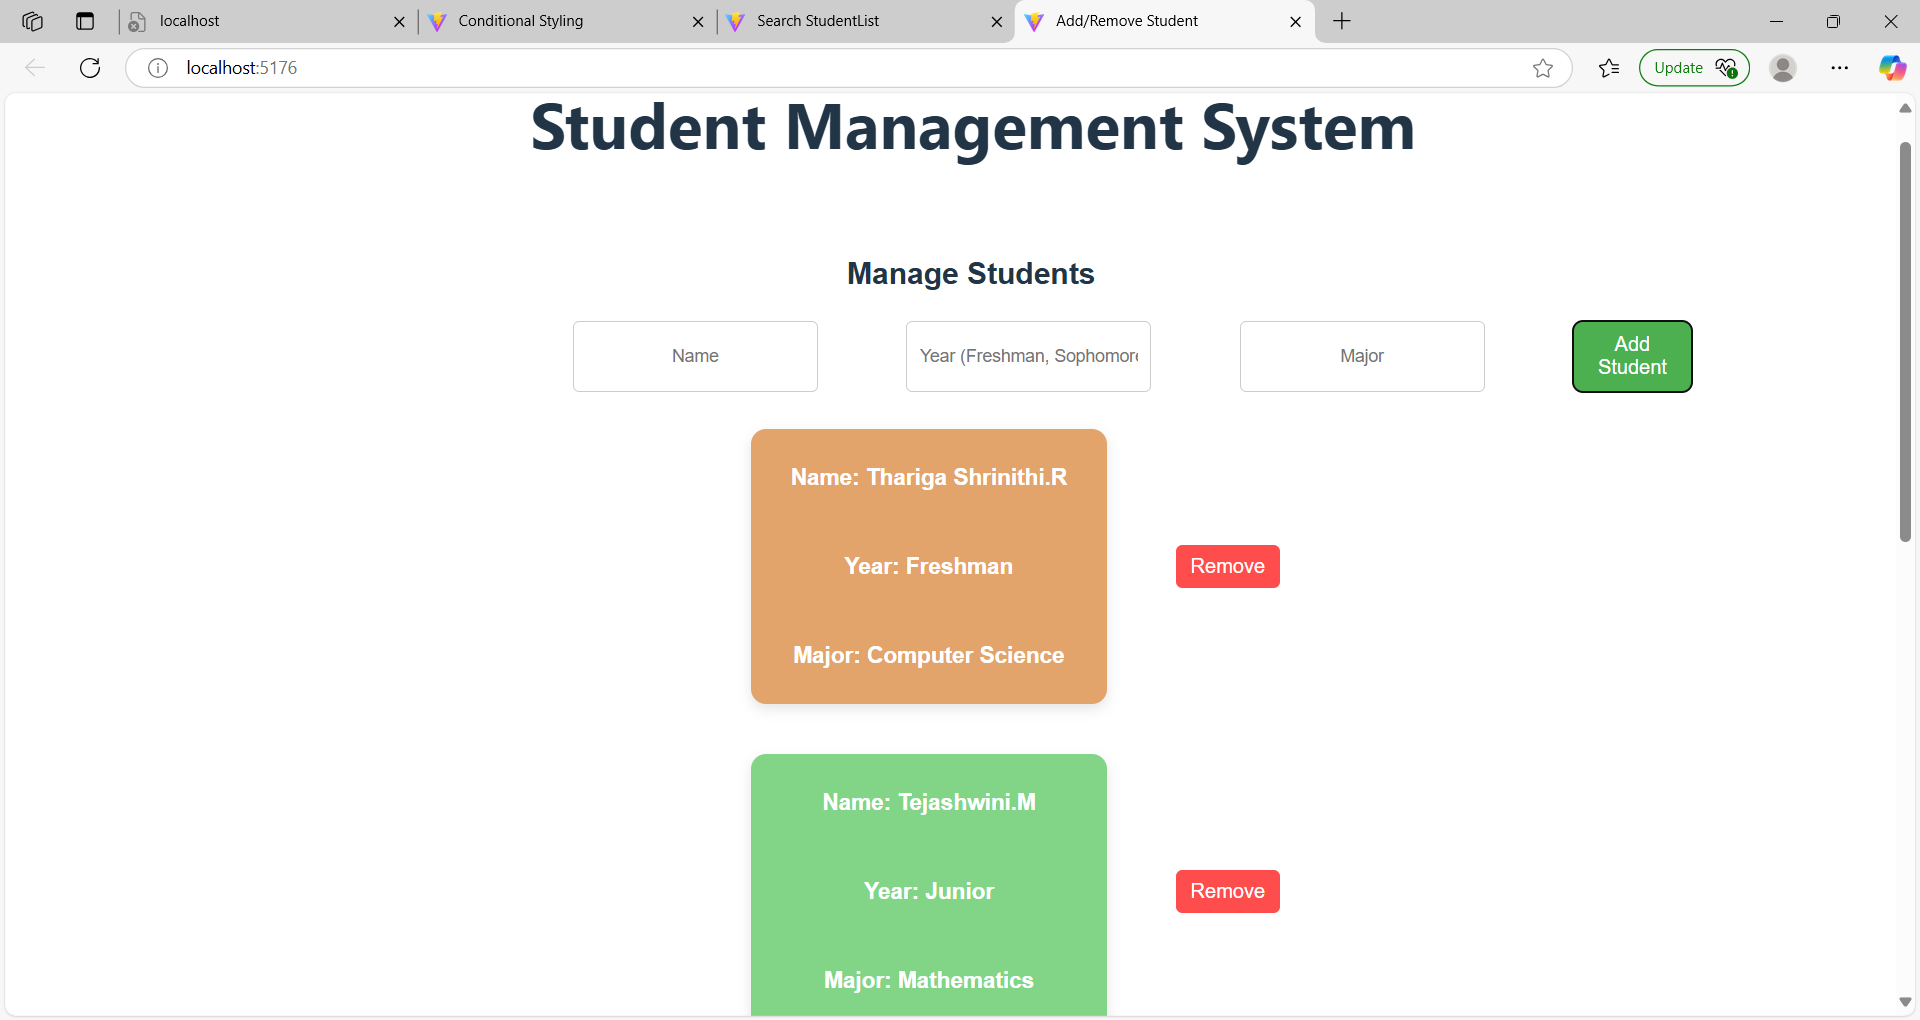 localhost
Conditional Styling
Search StudentList
Add/Remove Student
localhost:5176
Update
Student Management System
Manage Students
Name
Year (Freshman, Sophomore
Major
Add
Student
Name: Thariga Shrinithi.R
Year: Freshman
Remove
Major: Computer Science
Name: Tejashwini.M
Year: Junior
Remove
Major: Mathematics